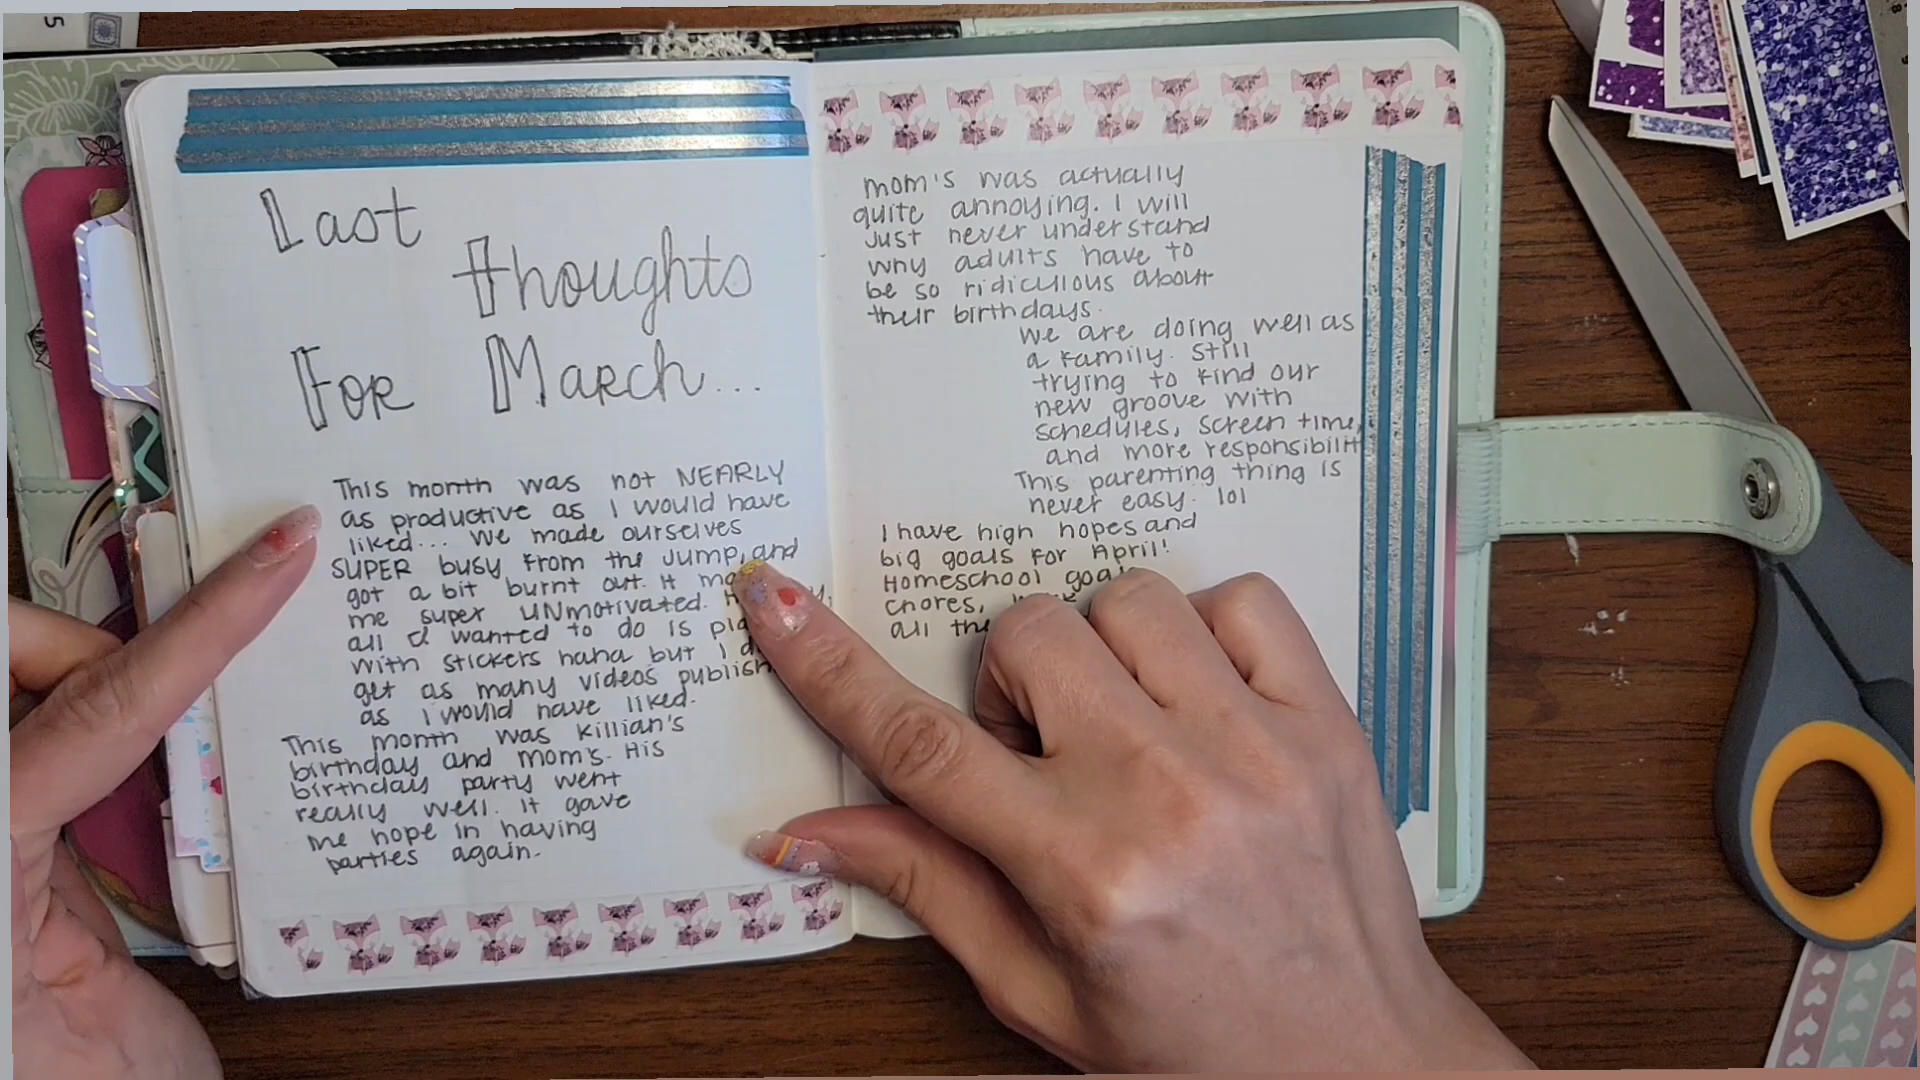 Last
Thoughts
For March...
This month was not NEARLY
as productive as I would have
liked... we made ourselves
SUPER busy from the jump, and
got a bit burnt out. It
me super UNmotivated.
all I wanted to do is
with stickers haha but I
get as many videos publish
as I would have liked.
This month was Killian's
birthday and mom's. His
birthday party went
really well. It gave
me hope in having
parties again.
mom's was actually
quite annoying. I will
just never understand
why adults have to
be so ridiculous about
their birthdays.
We are doing well as
a family. Still
trying to find our
new groove with
schedules, screen time,
and more responsibilit
This parenting thing is
never easy. lol
I have high hopes and
big goals for April!
Homeschool
chores,
all the
5